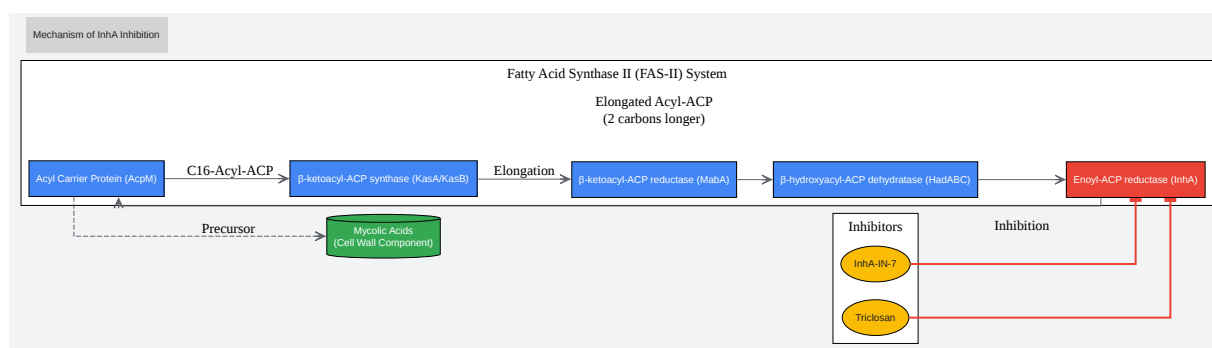 Mechanism of InhA Inhibition
Fatty Acid Synthase II (FAS-II) System
Elongated Acyl-ACP
(2 carbons longer)
Acyl Carrier Protein (AcpM)
C16-Acyl-ACP
β-ketoacyl-ACP synthase (KasA/KasB)
Elongation
β-ketoacyl-ACP reductase (MabA)
β-hydroxyacyl-ACP dehydratase (HadABC)
Enoyl-ACP reductase (InhA)
Precursor
Mycolic Acids
(Cell Wall Component)
Inhibitors
Inhibition
InhA-IN-7
Triclosan